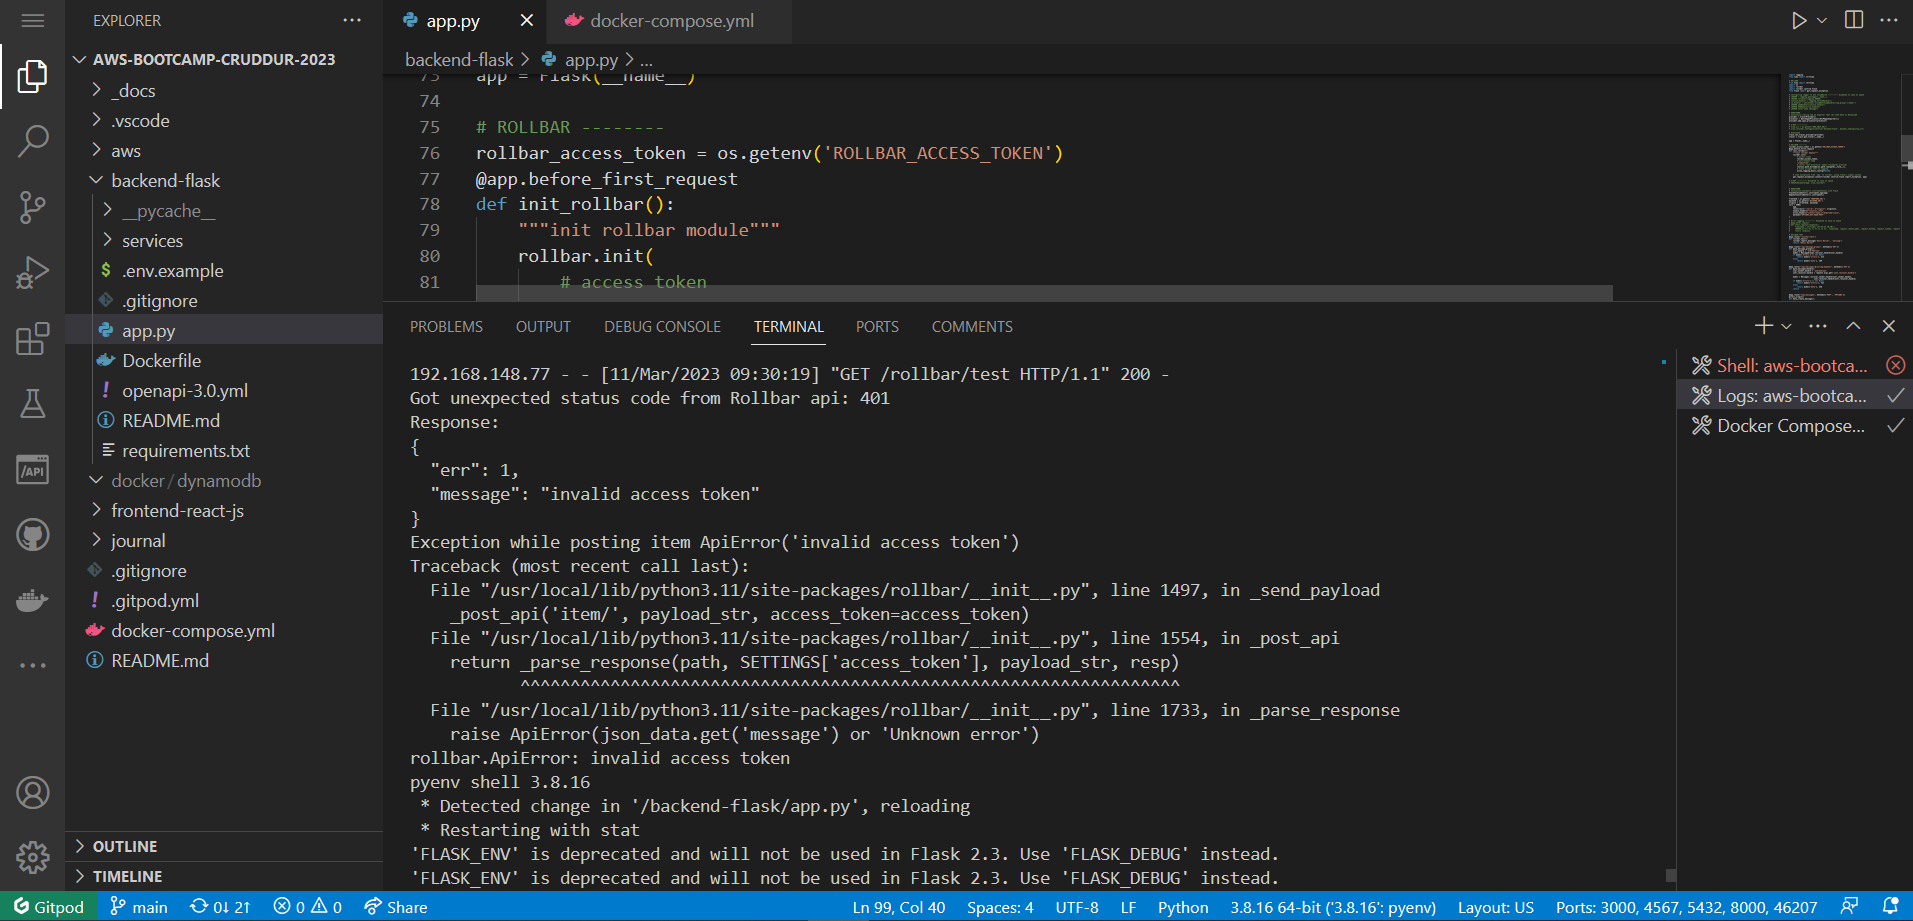 EXPLORER
AWS-BOOTCAMP-CRUDDUR-2023
_docs
.vscode
aws
backend-flask
__pycache__
services
.env.example
.gitignore
app.py
Dockerfile
openapi-3.0.yml
README.md
requirements.txt
docker / dynamodb
frontend-react-js
journal
.gitignore
.gitpod.yml
docker-compose.yml
README.md
OUTLINE
TIMELINE
app.py
docker-compose.yml
backend-flask > app.py > ...
73 app = Flask(__name__)
74
75 # ROLLBAR --------
76 rollbar_access_token = os.getenv('ROLLBAR_ACCESS_TOKEN')
77 @app.before_first_request
78 def init_rollbar():
79 """init rollbar module"""
80 rollbar.init(
81 # access token
PROBLEMS OUTPUT DEBUG CONSOLE TERMINAL PORTS COMMENTS
192.168.148.77 - - [11/Mar/2023 09:30:19] "GET /rollbar/test HTTP/1.1" 200 -
Got unexpected status code from Rollbar api: 401
Response:
{
"err": 1,
"message": "invalid access token"
}
Exception while posting item ApiError('invalid access token')
Traceback (most recent call last):
File "/usr/local/lib/python3.11/site-packages/rollbar/__init__.py", line 1497, in _send_payload
_post_api('item/', payload_str, access_token=access_token)
File "/usr/local/lib/python3.11/site-packages/rollbar/__init__.py", line 1554, in _post_api
return _parse_response(path, SETTINGS['access_token'], payload_str, resp)
^^^^^^^^^^^^^^^^^^^^^^^^^^^^^^^^^^^^^^^^^^^^^^^^^^^^^^^^^^^^^^^^^^
File "/usr/local/lib/python3.11/site-packages/rollbar/__init__.py", line 1733, in _parse_response
raise ApiError(json_data.get('message') or 'Unknown error')
rollbar.ApiError: invalid access token
pyenv shell 3.8.16
* Detected change in '/backend-flask/app.py', reloading
* Restarting with stat
'FLASK_ENV' is deprecated and will not be used in Flask 2.3. Use 'FLASK_DEBUG' instead.
'FLASK_ENV' is deprecated and will not be used in Flask 2.3. Use 'FLASK_DEBUG' instead.
Shell: aws-bootca...
Logs: aws-bootca...
Docker Compose...
/API
Gitpod main 0↓ 2↑ 0 0 Share Ln 99, Col 40 Spaces: 4 UTF-8 LF Python 3.8.16 64-bit ('3.8.16': pyenv) Layout: US Ports: 3000, 4567, 5432, 8000, 46207